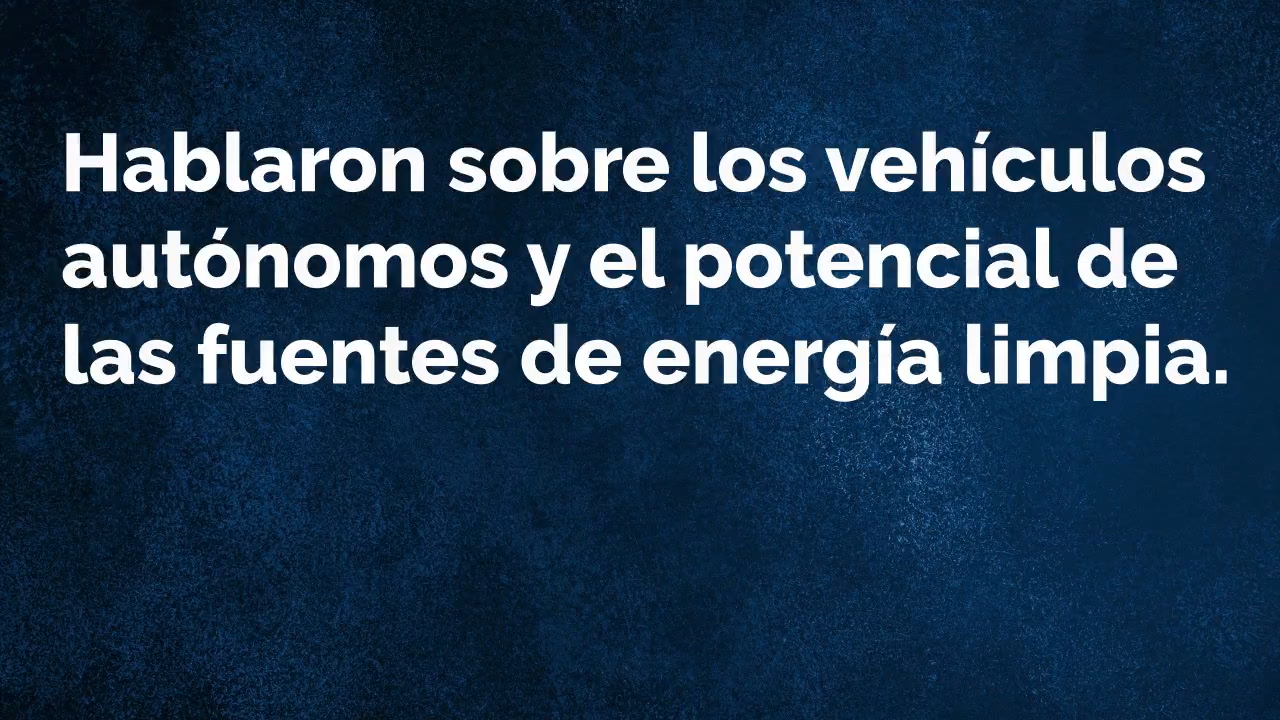 Hablaron sobre los vehículos
autónomos y el potencial de
las fuentes de energía limpia.